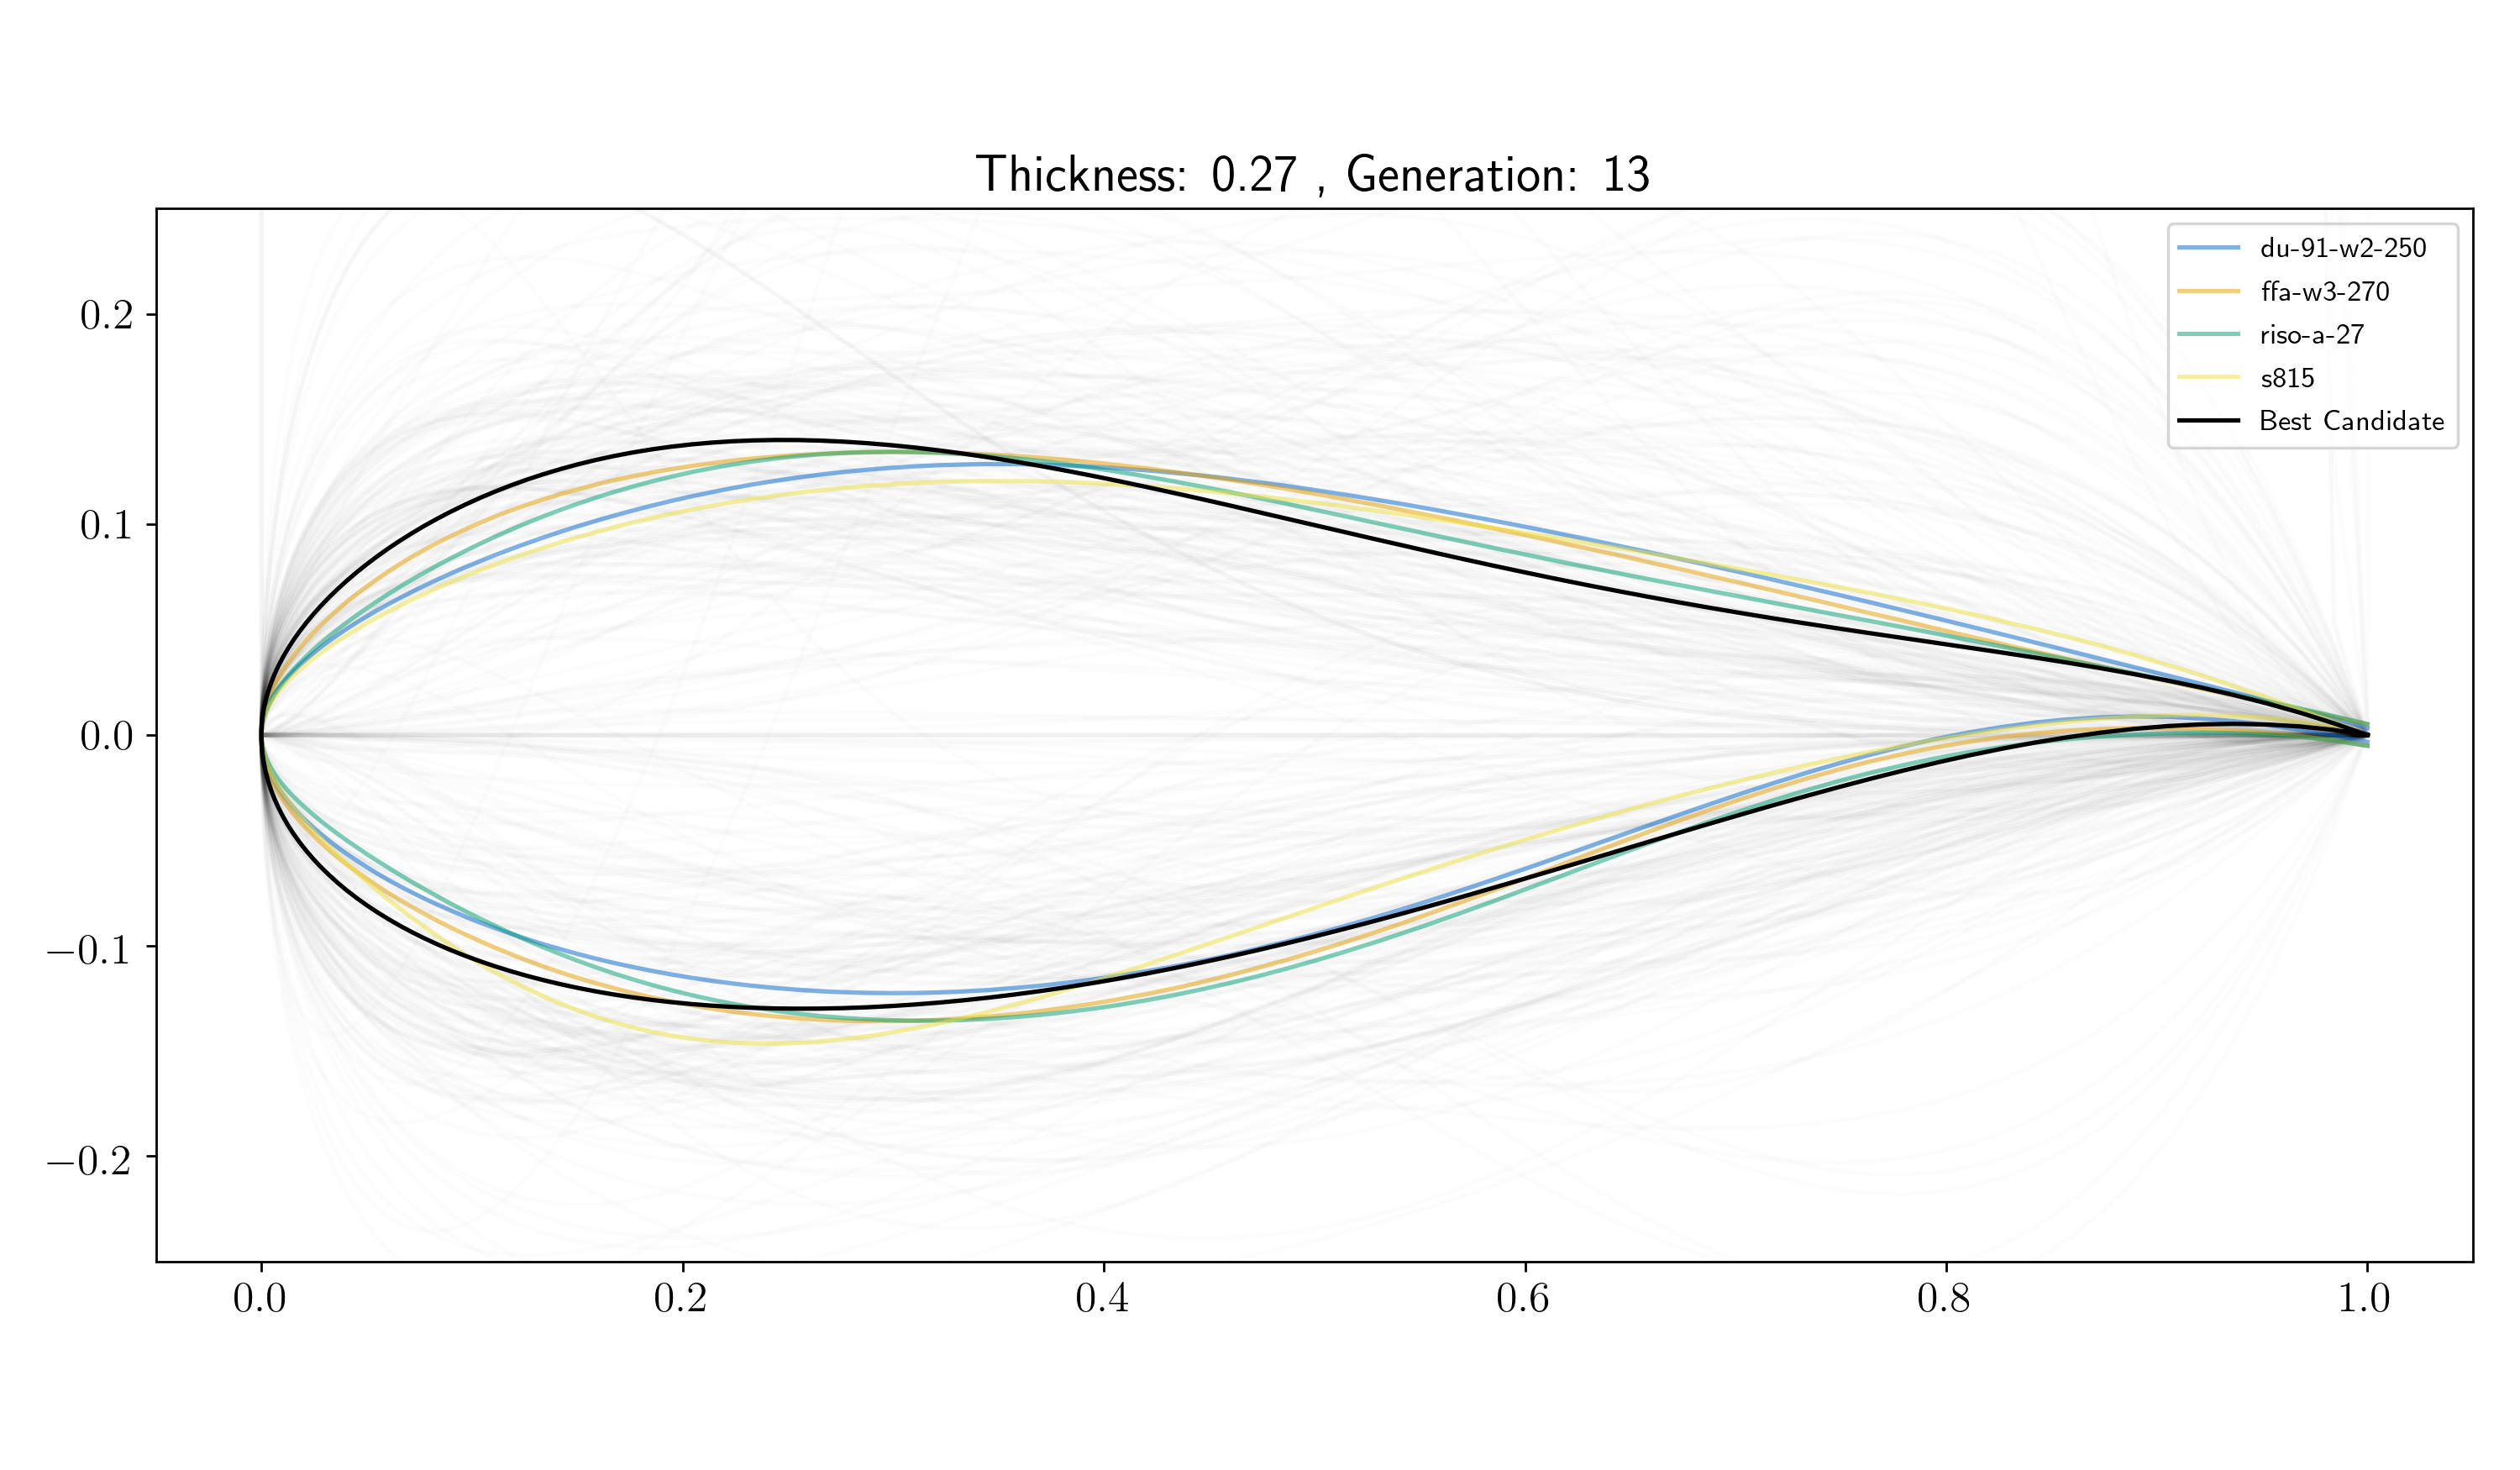 Thickness: 0.27 , Generation: 13
du-91-w2-250
ffa-w3-270
riso-a-27
s815
Best Candidate
0.2
0.1
0.0
−0.1
−0.2
0.0 0.2 0.4 0.6 0.8 1.0